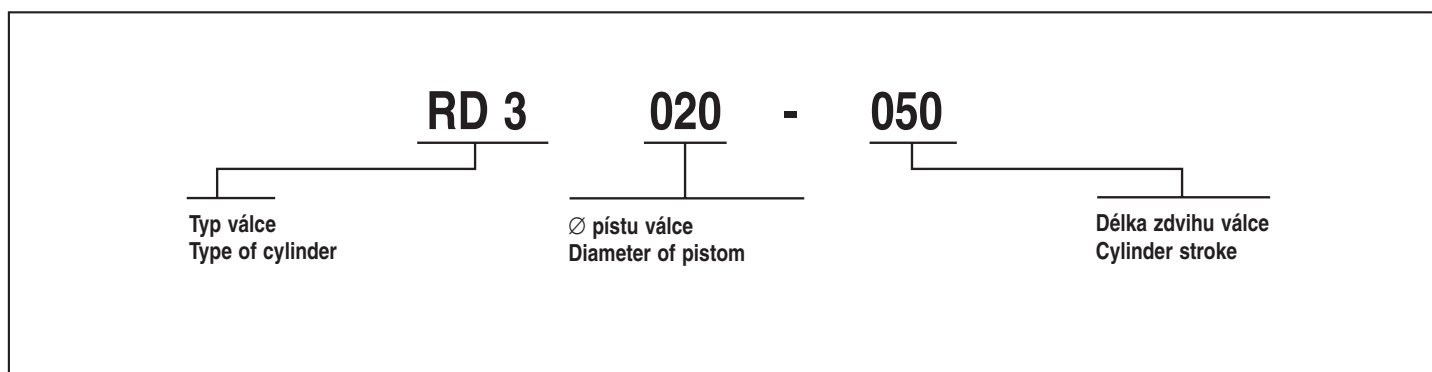 RD 3 020 - 050
Typ válce
Type of cylinder
∅ pístu válce
Diameter of pistom
Délka zdvihu válce
Cylinder stroke